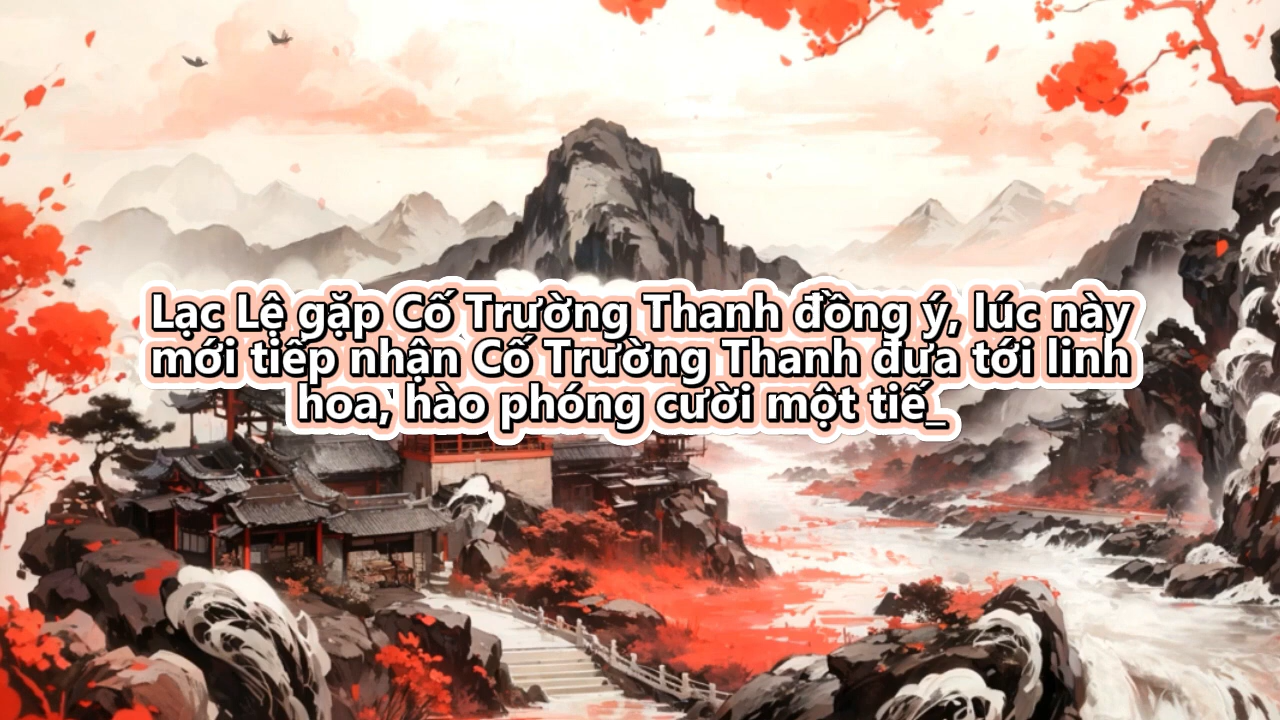 Lạc Lệ gặp Cố Trường Thanh đồng ý, lúc này
mới tiếp nhận Cố Trường Thanh đưa tới linh
hoa, hào phóng cười một tiế_